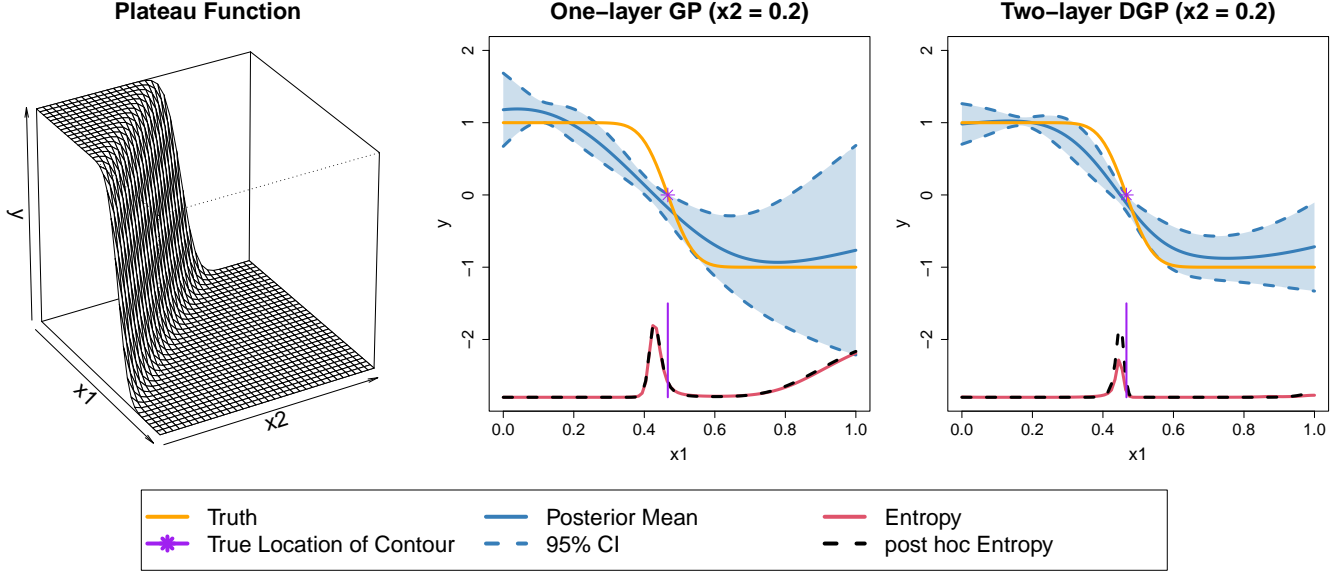 Plateau Function
y
x1
x2
One−layer GP (x2 = 0.2)
2
1
0
−1
−2
y
0.0 0.2 0.4 0.6 0.8 1.0
x1
Two−layer DGP (x2 = 0.2)
2
1
0
−1
−2
y
0.0 0.2 0.4 0.6 0.8 1.0
x1
Truth
Posterior Mean
Entropy
True Location of Contour
95% CI
post hoc Entropy